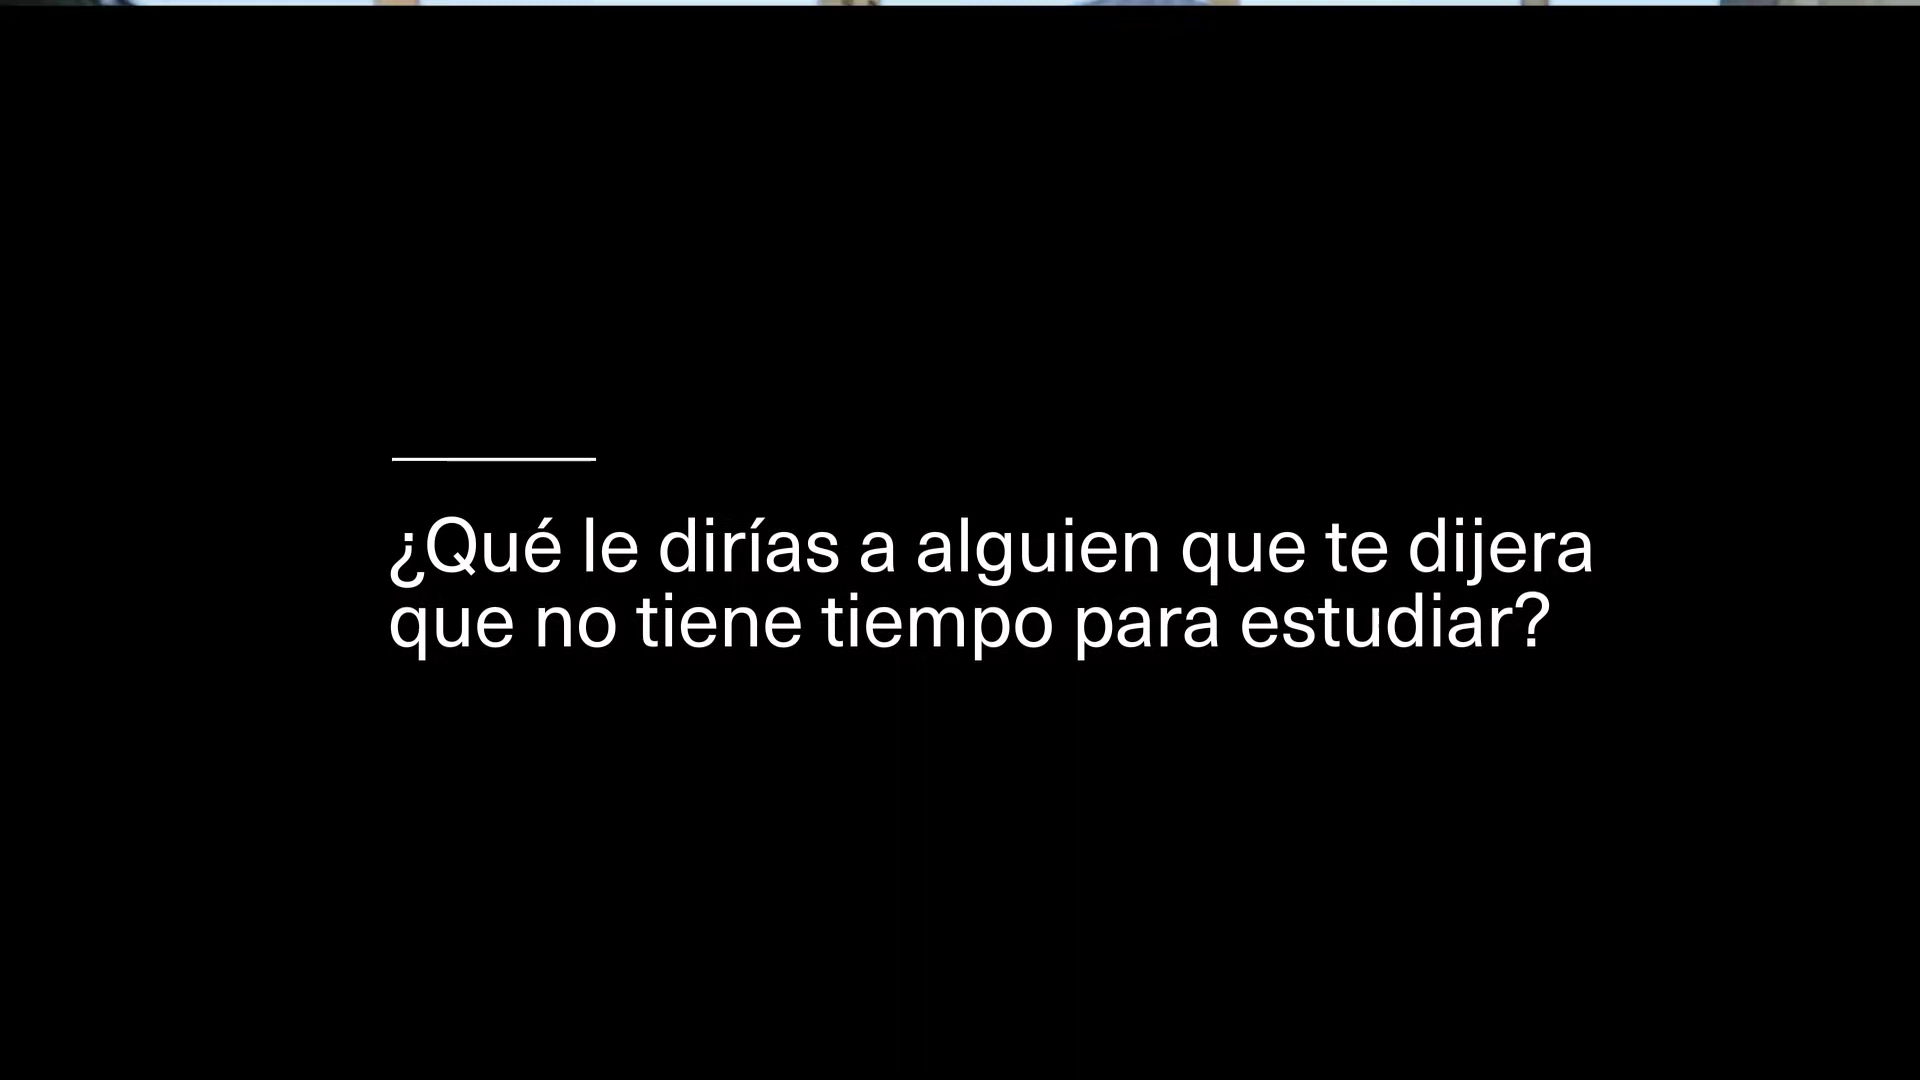 ¿Qué le dirías a alguien que te dijera
que no tiene tiempo para estudiar?